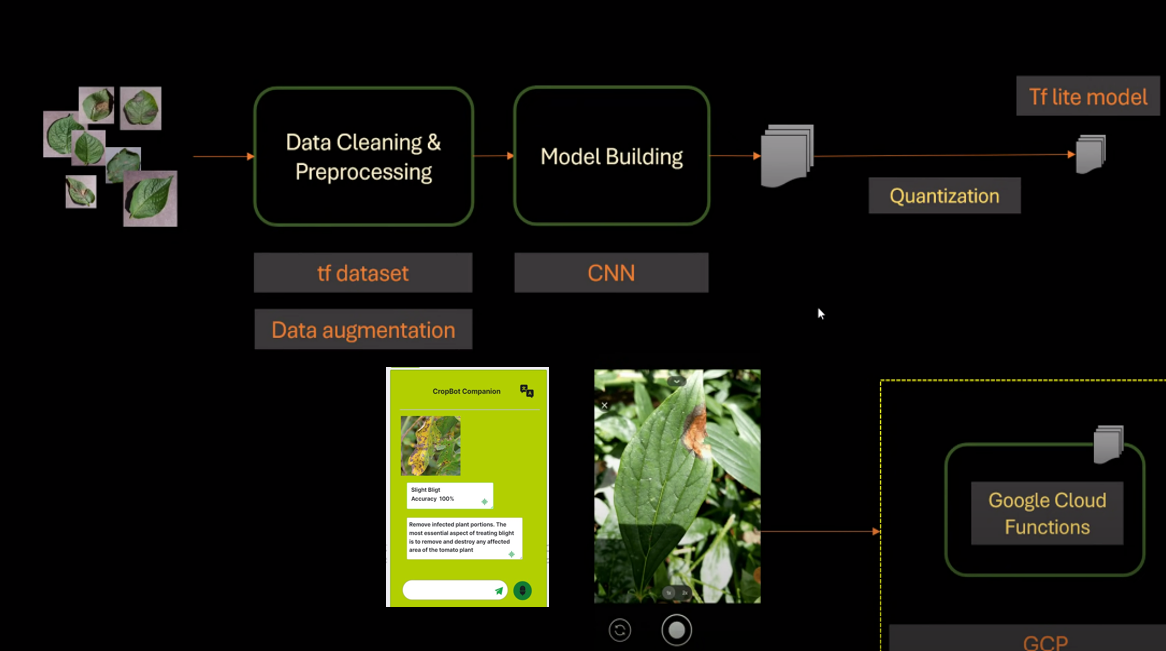 Tf lite model
Data Cleaning &
Preprocessing
Model Building
Quantization
tf dataset
CNN
Data augmentation
CropBot Companion
Slight Bligt
Accuracy 100%
Remove infected plant portions. The
most essential aspect of treating blight
is to remove and destroy any affected
area of the tomato plant
Google Cloud
Functions
GCP